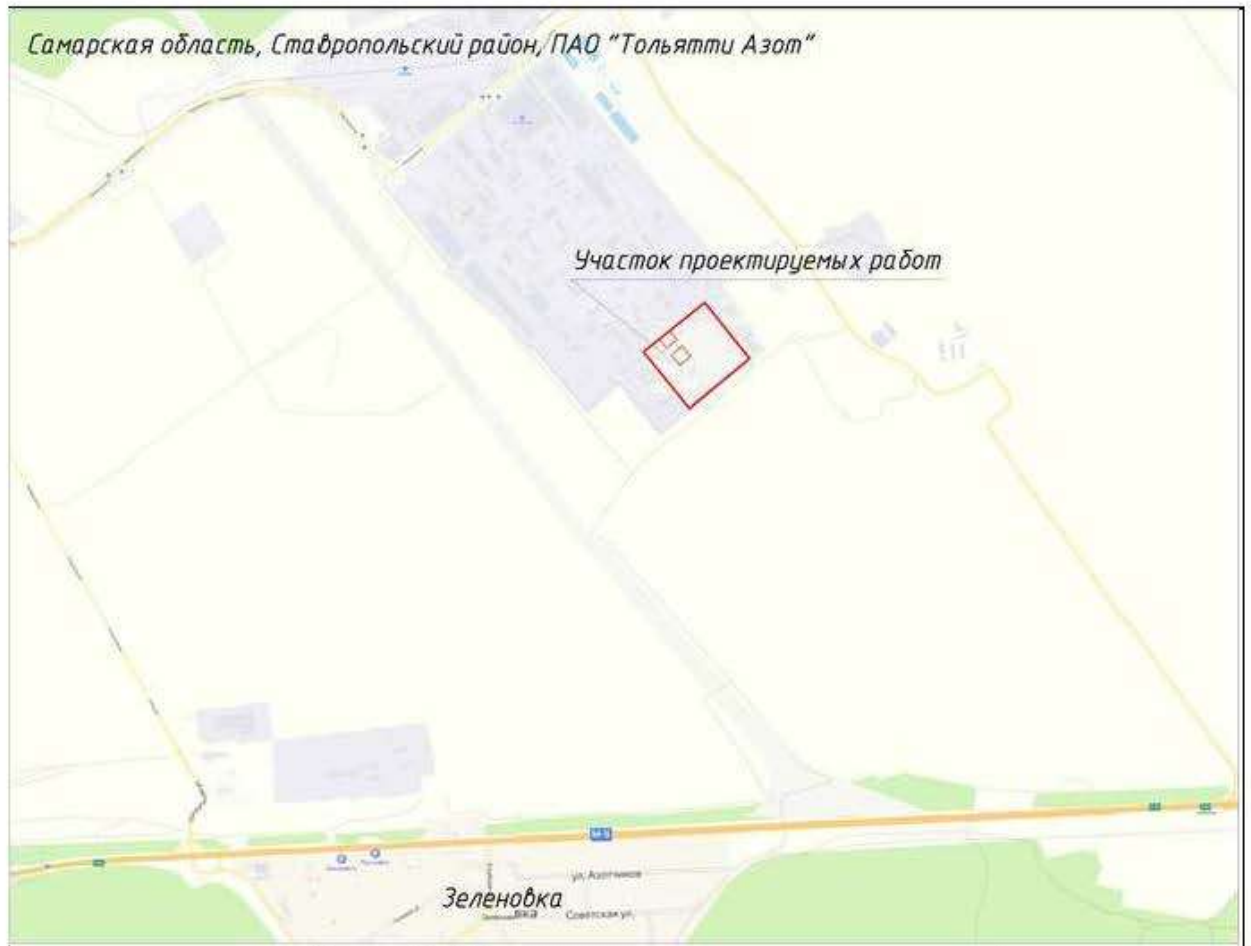 Самарская область, Ставропольский район, ПАО "Тольятти Азот"
Участок проектируемых работ
М-5
ул. Азотчиков
Зеленовка
Советская ул.